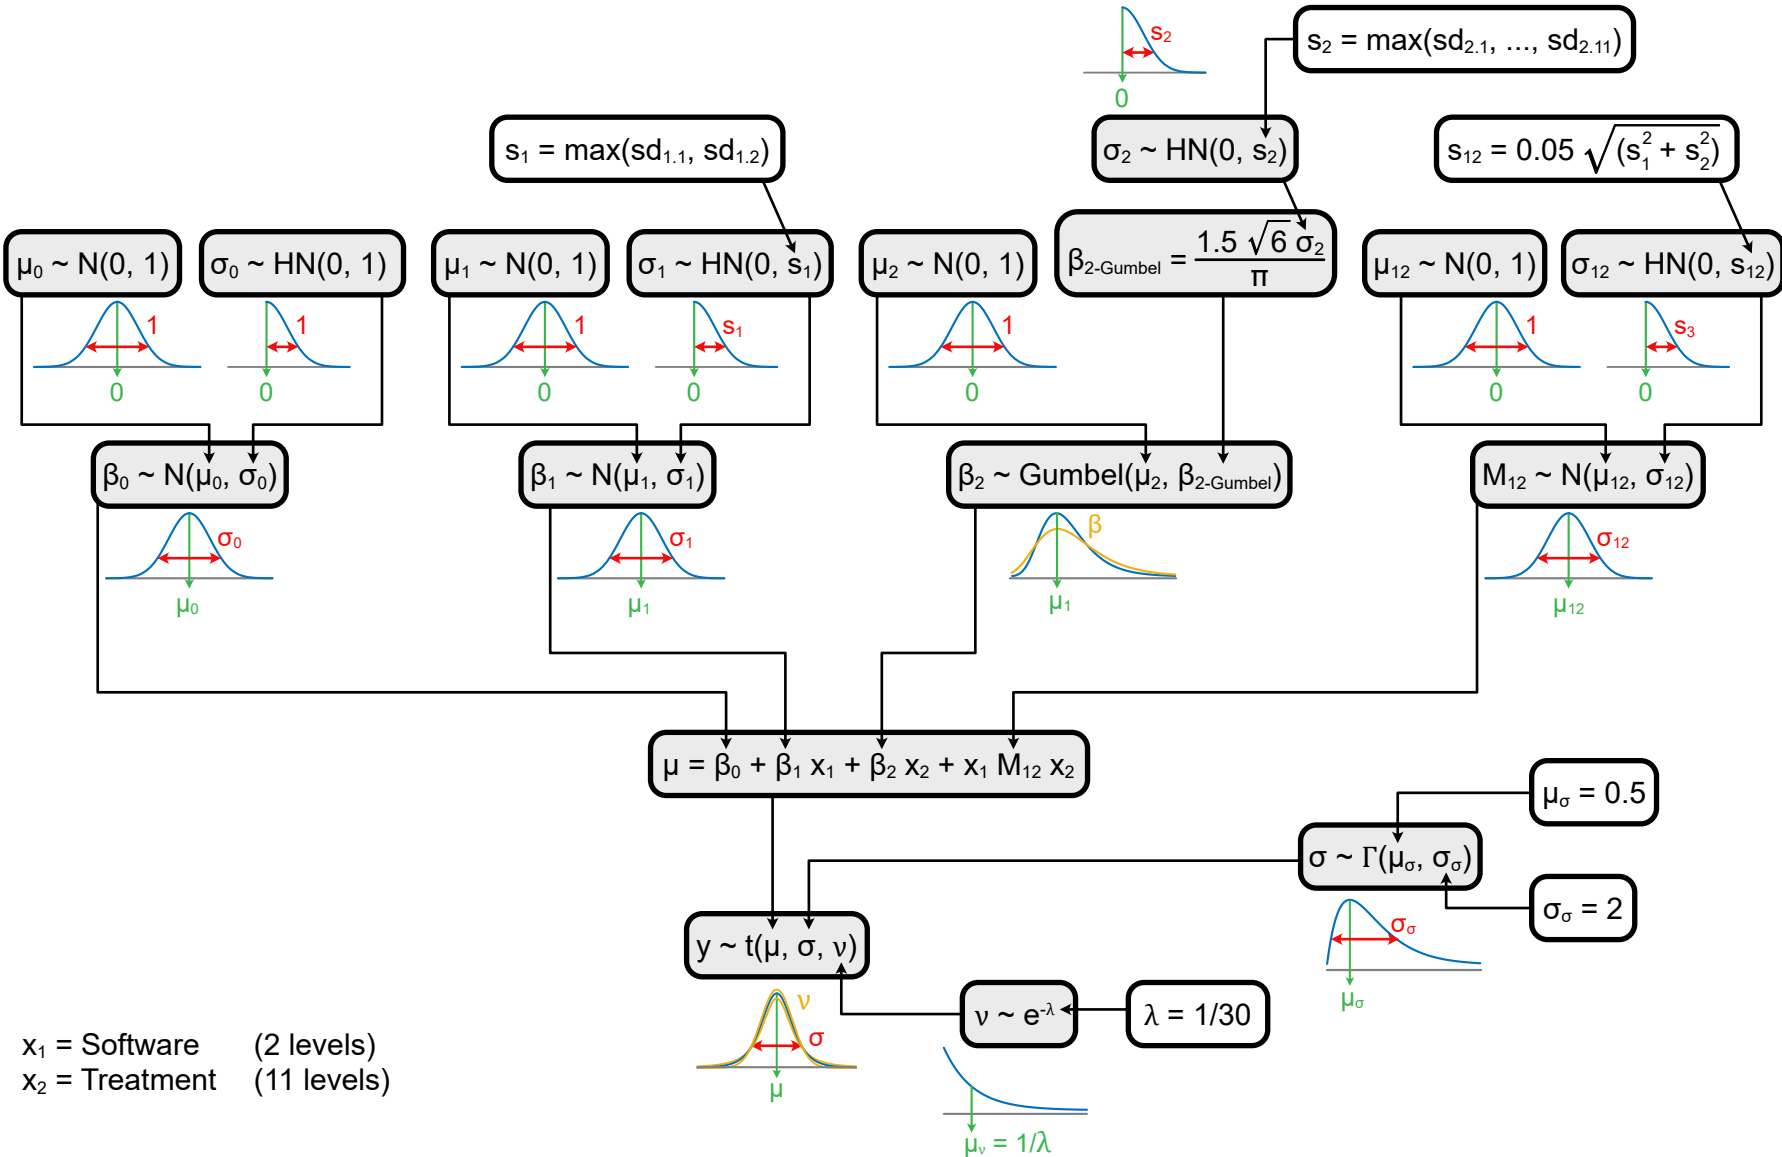 s₂
s₂ = max(sd₂.₁, ..., sd₂.₁₁)
0
s₁ = max(sd₁.₁, sd₁.₂)
σ₂ ~ HN(0, s₂)
s₁₂ = 0.05 √(s₁² + s₂²)
μ₀ ~ N(0, 1)
σ₀ ~ HN(0, 1)
μ₁ ~ N(0, 1)
σ₁ ~ HN(0, s₁)
μ₂ ~ N(0, 1)
β₂₋Gumbel = 1.5 √6 σ₂ / π
μ₁₂ ~ N(0, 1)
σ₁₂ ~ HN(0, s₁₂)
1
1
1
s₁
1
1
s₃
0
0
0
0
0
0
0
β₀ ~ N(μ₀, σ₀)
β₁ ~ N(μ₁, σ₁)
β₂ ~ Gumbel(μ₂, β₂₋Gumbel)
M₁₂ ~ N(μ₁₂, σ₁₂)
σ₀
σ₁
β
σ₁₂
μ₀
μ₁
μ₁
μ₁₂
μ = β₀ + β₁ x₁ + β₂ x₂ + x₁ M₁₂ x₂
μσ = 0.5
σ ~ Γ(μσ, σσ)
σσ = 2
σσ
μσ
y ~ t(μ, σ, ν)
ν
σ
μ
ν ~ e^-λ
λ = 1/30
μν = 1/λ
x₁ = Software (2 levels)
x₂ = Treatment (11 levels)